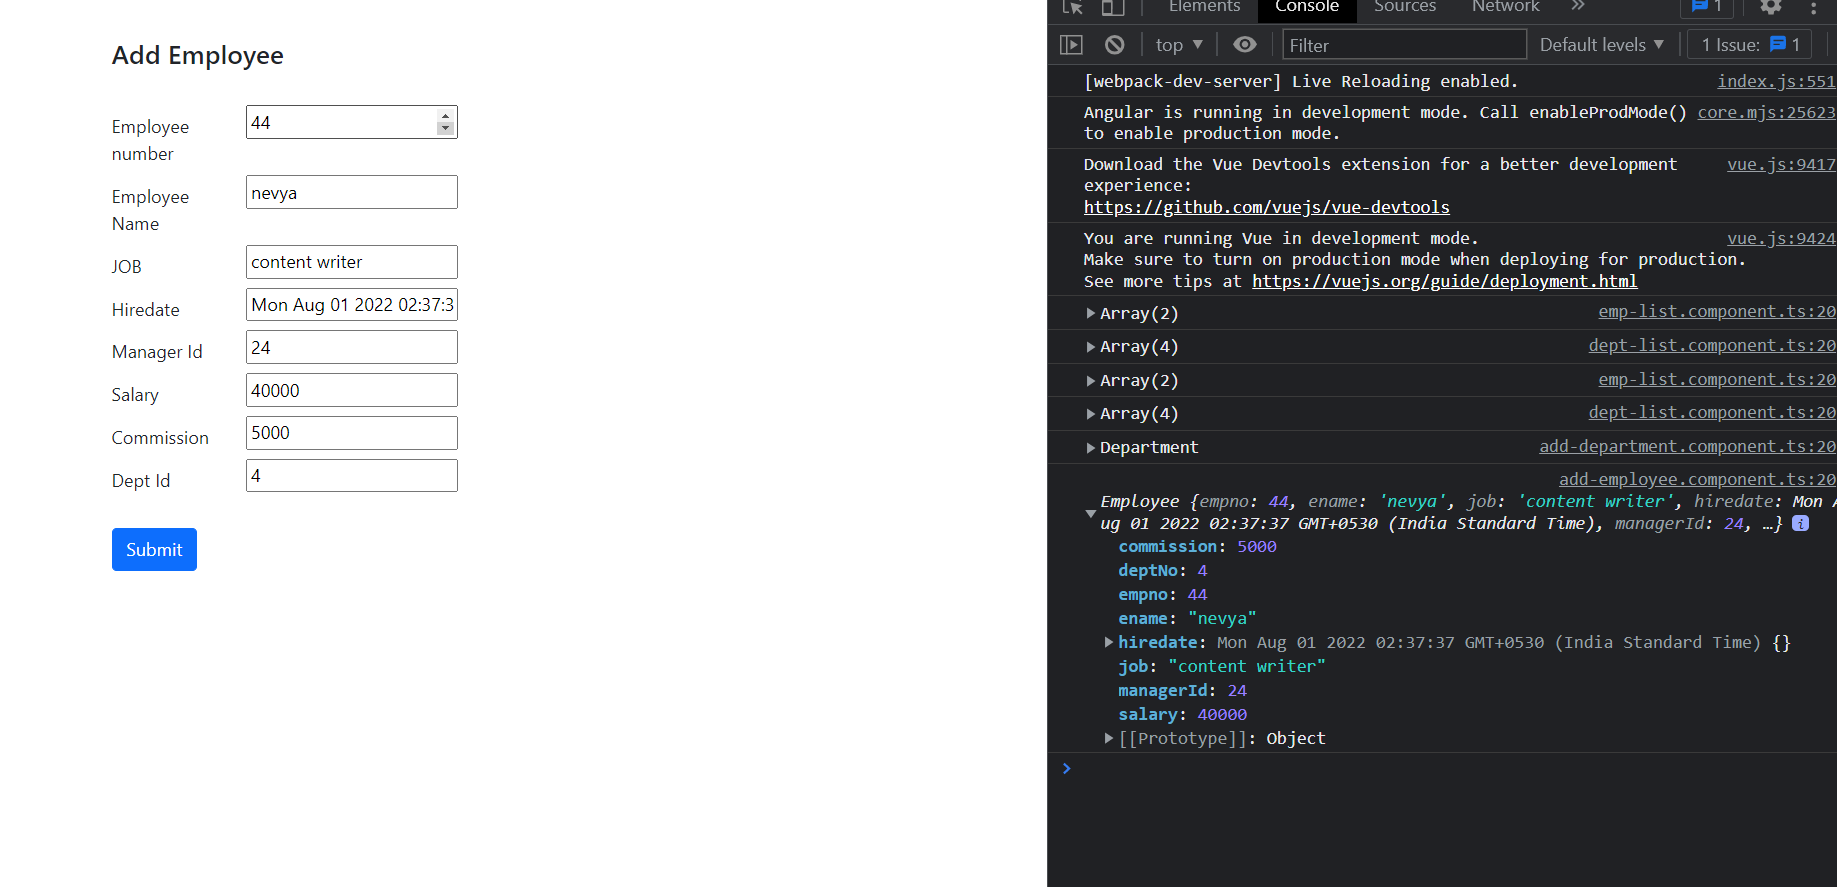 Add Employee
Employee number
44
Employee Name
nevya
JOB
content writer
Hiredate
Mon Aug 01 2022 02:37:3
Manager Id
24
Salary
40000
Commission
5000
Dept Id
4
Submit
Elements Console Sources Network » 1
top ▼ Filter Default levels ▼ 1 Issue: 1
[webpack-dev-server] Live Reloading enabled. index.js:551
Angular is running in development mode. Call enableProdMode() core.mjs:25623
to enable production mode.
Download the Vue Devtools extension for a better development vue.js:9417
experience:
https://github.com/vuejs/vue-devtools
You are running Vue in development mode. vue.js:9424
Make sure to turn on production mode when deploying for production.
See more tips at https://vuejs.org/guide/deployment.html
▶ Array(2) emp-list.component.ts:20
▶ Array(4) dept-list.component.ts:20
▶ Array(2) emp-list.component.ts:20
▶ Array(4) dept-list.component.ts:20
▶ Department add-department.component.ts:20
add-employee.component.ts:20
Employee {empno: 44, ename: 'nevya', job: 'content writer', hiredate: Mon A
ug 01 2022 02:37:37 GMT+0530 (India Standard Time), managerId: 24, …} i
commission: 5000
deptNo: 4
empno: 44
ename: "nevya"
▶ hiredate: Mon Aug 01 2022 02:37:37 GMT+0530 (India Standard Time) {}
job: "content writer"
managerId: 24
salary: 40000
▶ [[Prototype]]: Object